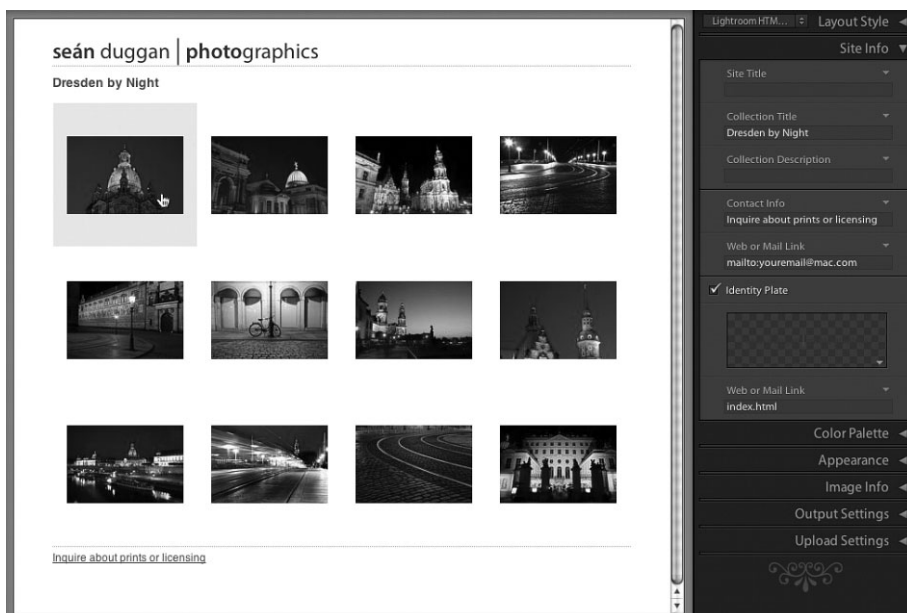 seán duggan | photographics
Dresden by Night
Inquire about prints or licensing
Lightroom HTM... Layout Style
Site Info
Site Title
Collection Title
Dresden by Night
Collection Description
Contact Info
Inquire about prints or licensing
Web or Mail Link
mailto:youremail@mac.com
Identity Plate
Web or Mail Link
index.html
Color Palette
Appearance
Image Info
Output Settings
Upload Settings